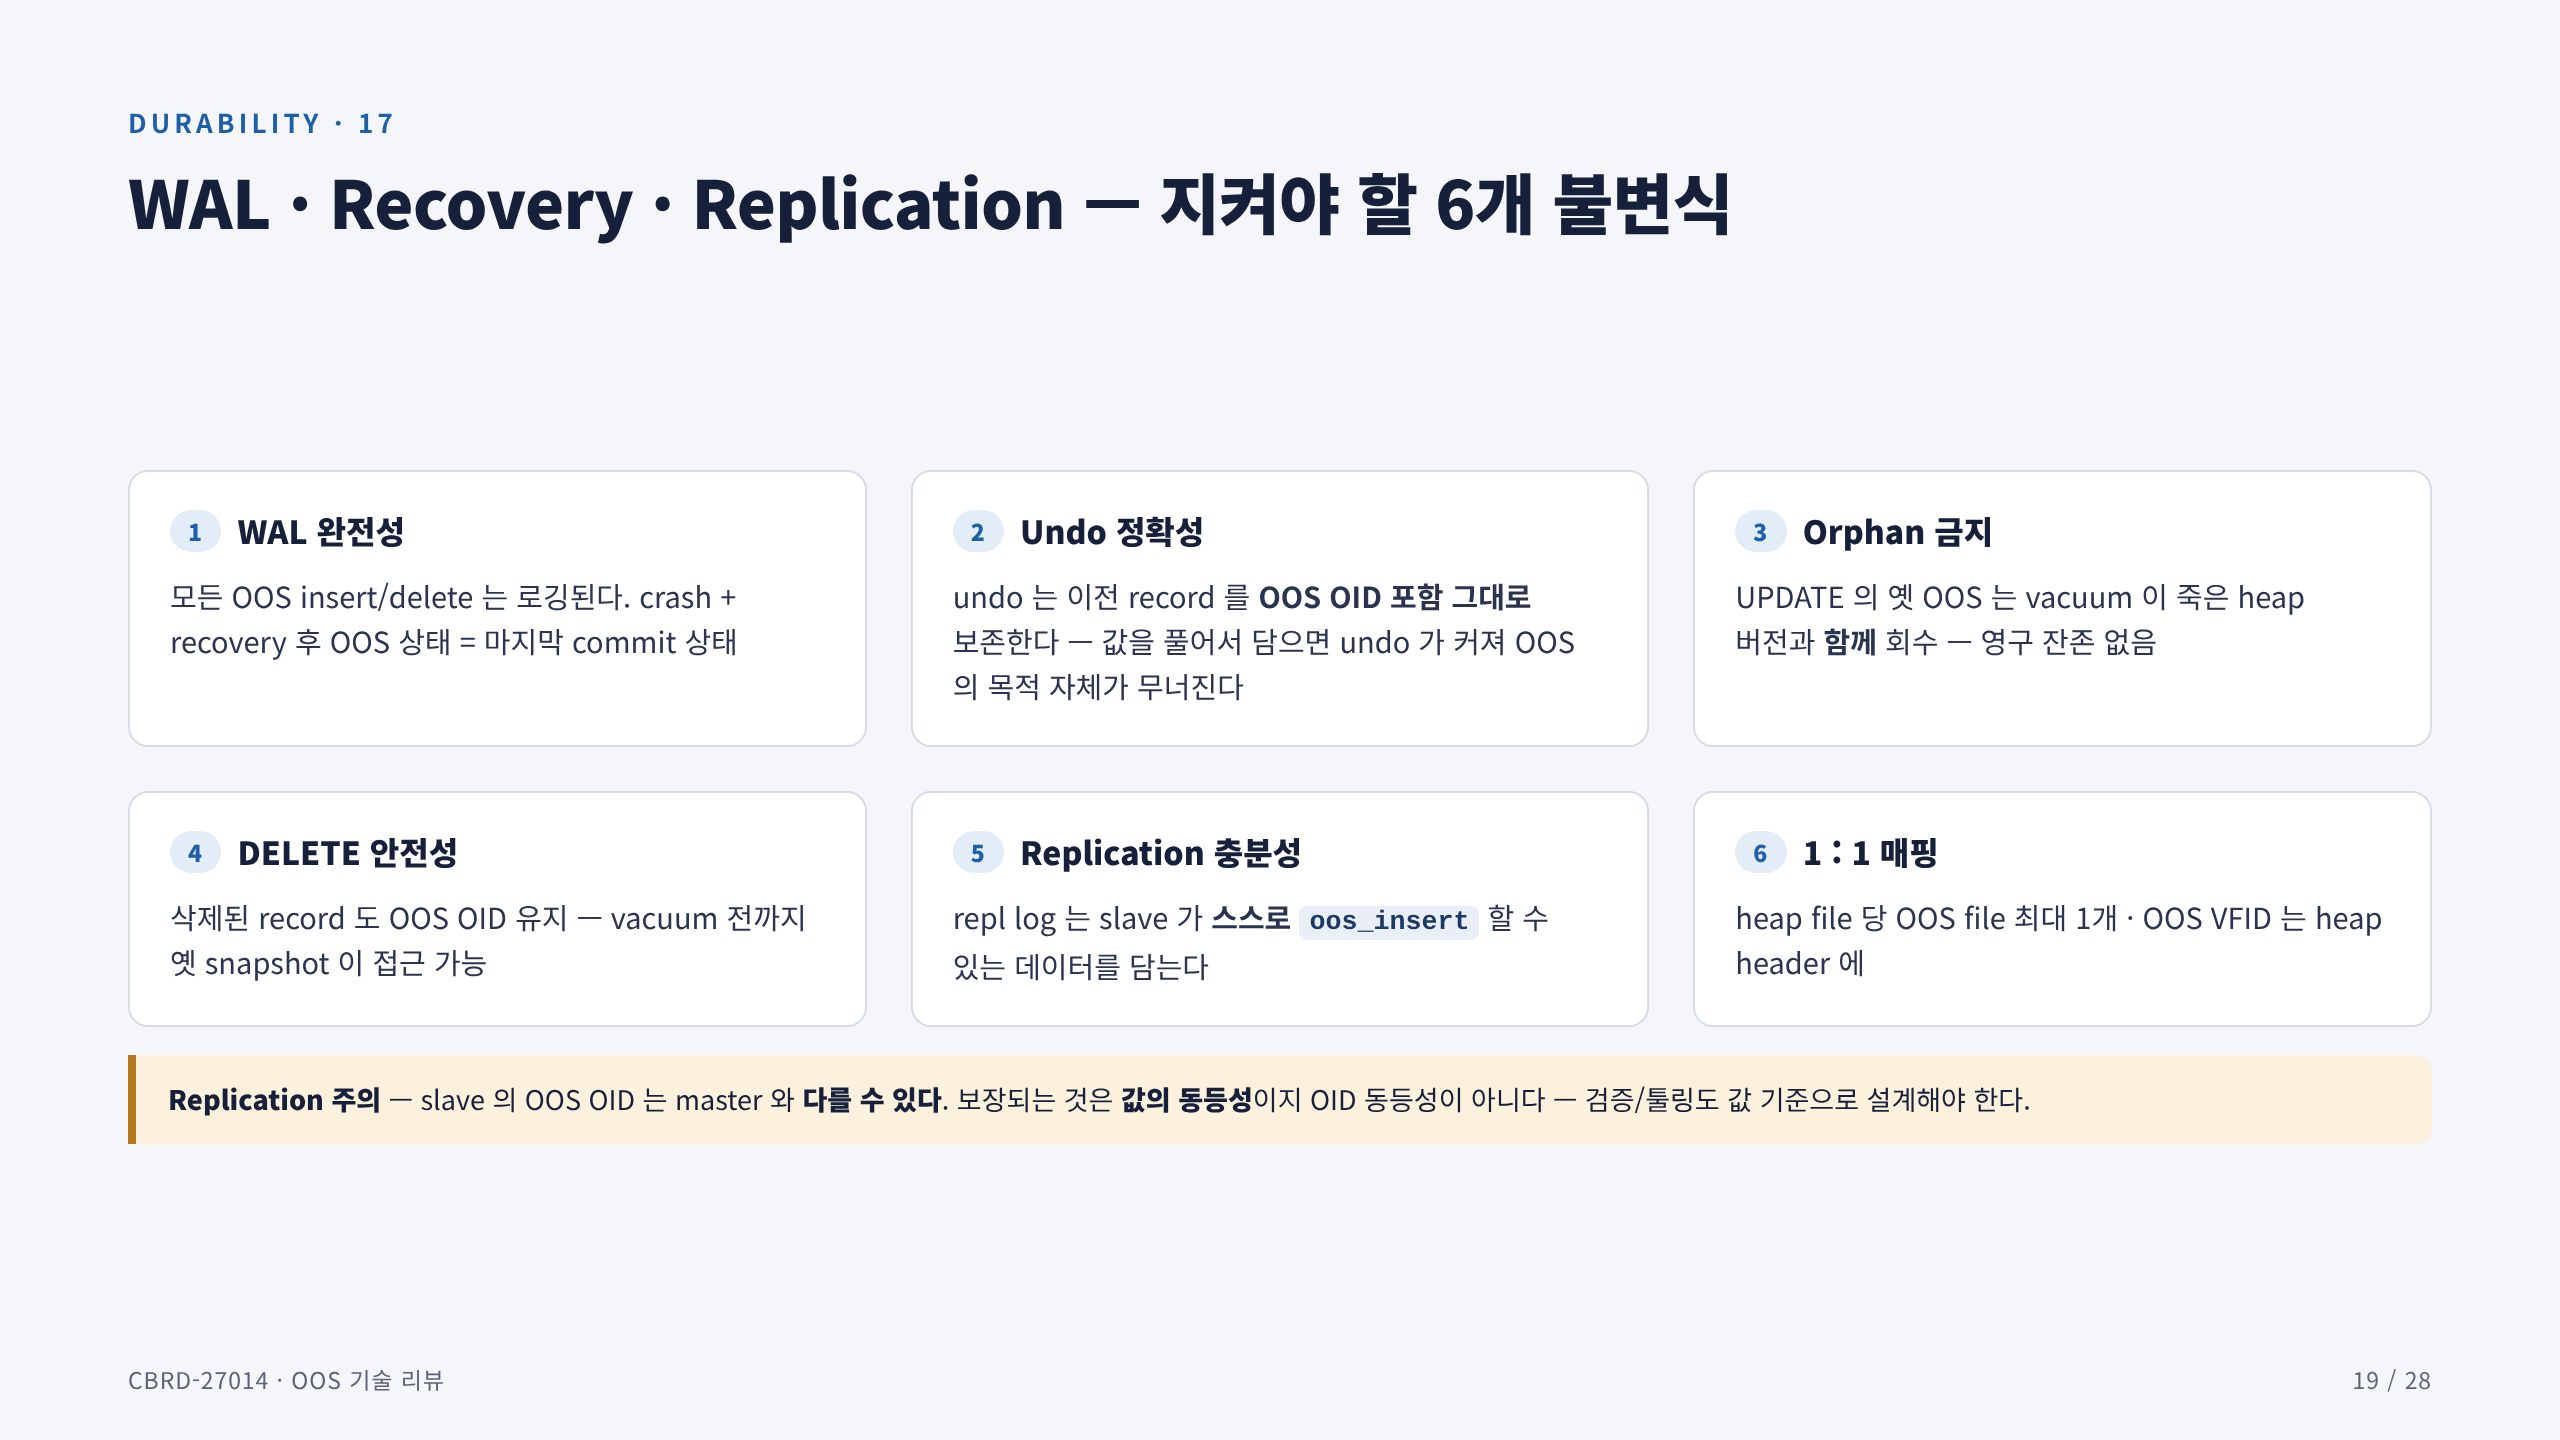 DURABILITY · 17
WAL · Recovery · Replication — 지켜야 할 6개 불변식
1 WAL 완전성
모든 OOS insert/delete 는 로깅된다. crash +
recovery 후 OOS 상태 = 마지막 commit 상태
2 Undo 정확성
undo 는 이전 record 를 OOS OID 포함 그대로
보존한다 — 값을 풀어서 담으면 undo 가 커져 OOS
의 목적 자체가 무너진다
3 Orphan 금지
UPDATE 의 옛 OOS 는 vacuum 이 죽은 heap
버전과 함께 회수 — 영구 잔존 없음
4 DELETE 안전성
삭제된 record 도 OOS OID 유지 — vacuum 전까지
옛 snapshot 이 접근 가능
5 Replication 충분성
repl log 는 slave 가 스스로 oos_insert 할 수
있는 데이터를 담는다
6 1 : 1 매핑
heap file 당 OOS file 최대 1개 · OOS VFID 는 heap
header 에
Replication 주의 — slave 의 OOS OID 는 master 와 다를 수 있다. 보장되는 것은 값의 동등성이지 OID 동등성이 아니다 — 검증/툴링도 값 기준으로 설계해야 한다.
CBRD-27014 · OOS 기술 리뷰
19 / 28